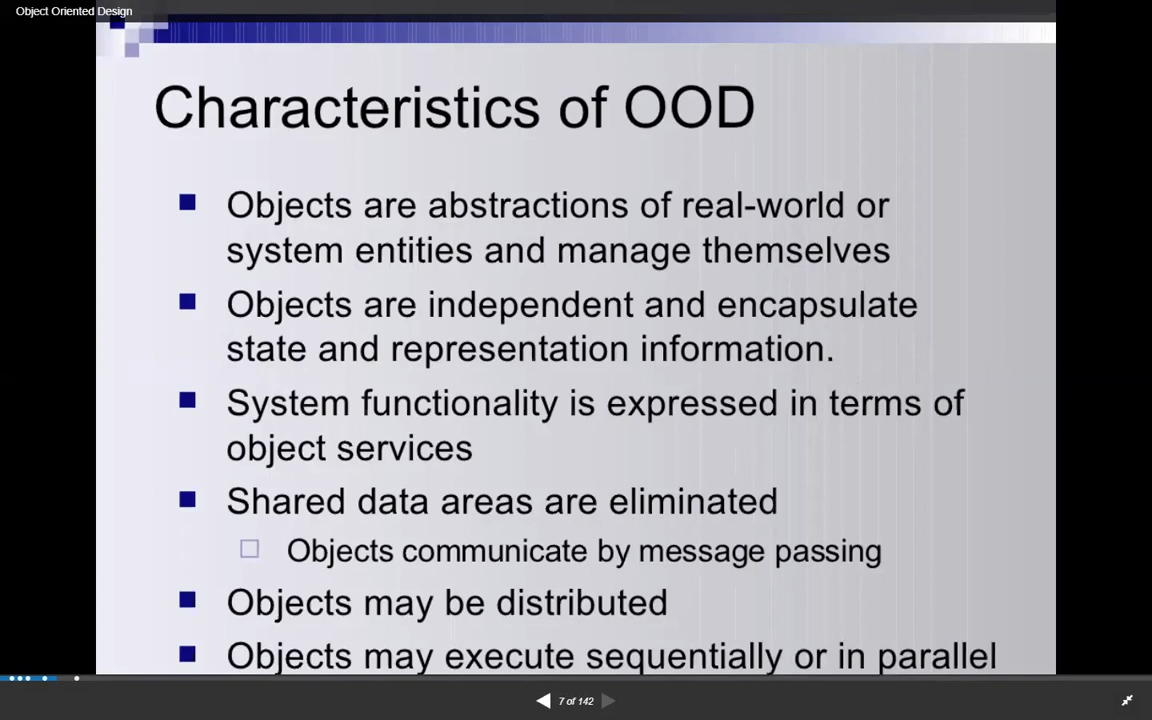 Object Oriented Design
Characteristics of OOD
Objects are abstractions of real-world or
system entities and manage themselves
Objects are independent and encapsulate
state and representation information.
System functionality is expressed in terms of
object services
Shared data areas are eliminated
Objects communicate by message passing
Objects may be distributed
Objects may execute sequentially or in parallel
7 of 142